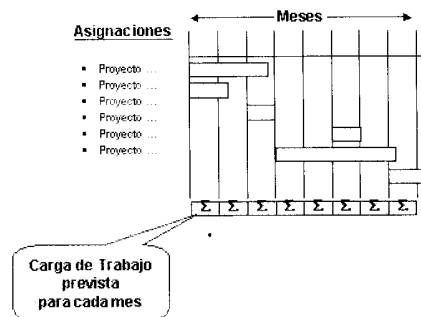 Meses
Asignaciones
• Proyecto ...
• Proyecto ...
• Proyecto ...
• Proyecto ...
• Proyecto ...
• Proyecto ...
Σ Σ Σ Σ Σ Σ Σ Σ
Carga de Trabajo
prevista
para cada mes